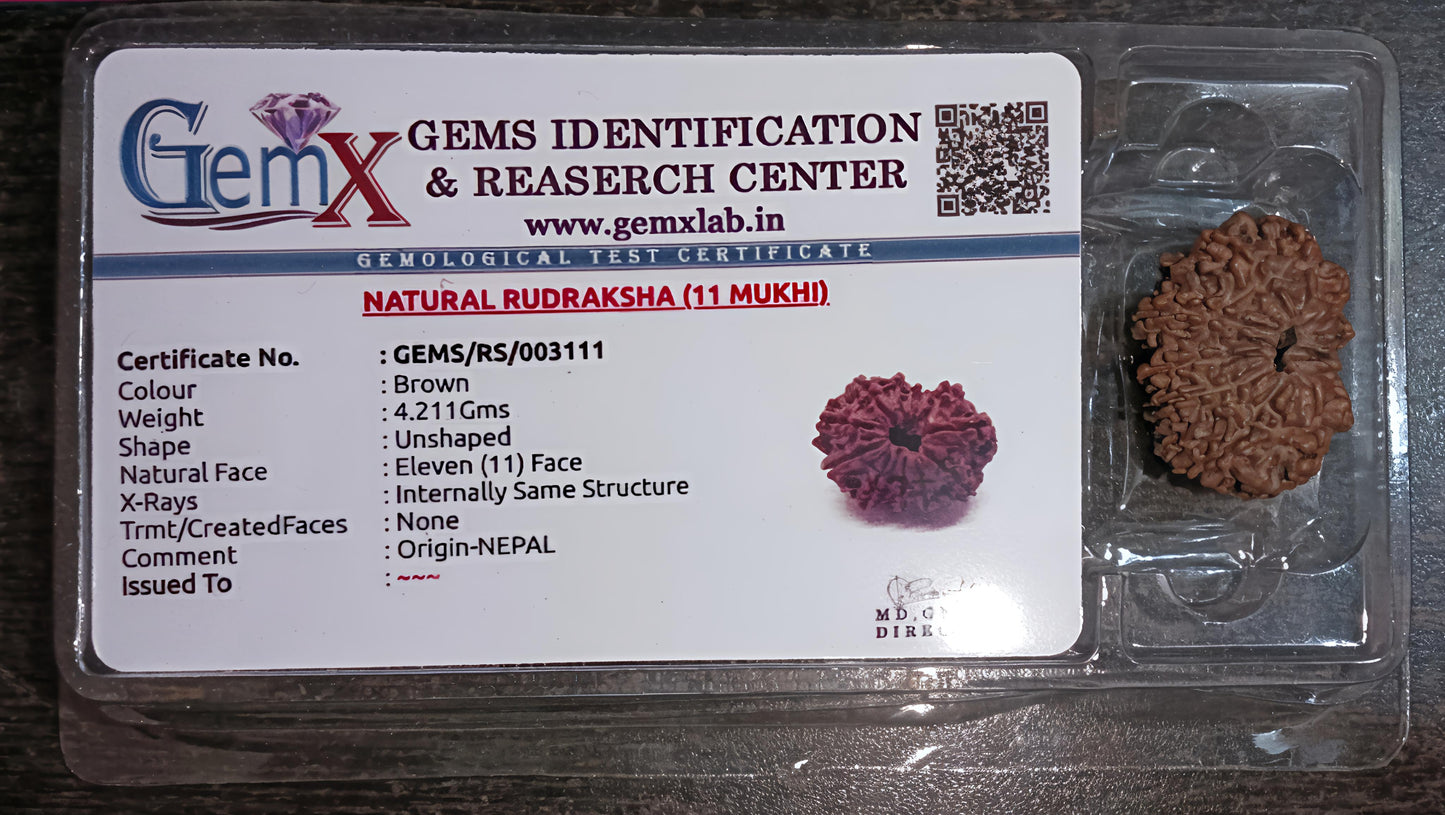 GemX
GEMS IDENTIFICATION
& REASERCH CENTER
www.gemxlab.in
GEMOLOGICAL TEST CERTIFICATE
NATURAL RUDRAKSHA (11 MUKHI)
Certificate No. : GEMS/RS/003111
Colour : Brown
Weight : 4.211Gms
Shape : Unshaped
Natural Face : Eleven (11) Face
X-Rays : Internally Same Structure
Trmt/CreatedFaces : None
Comment : Origin-NEPAL
Issued To : ~~~